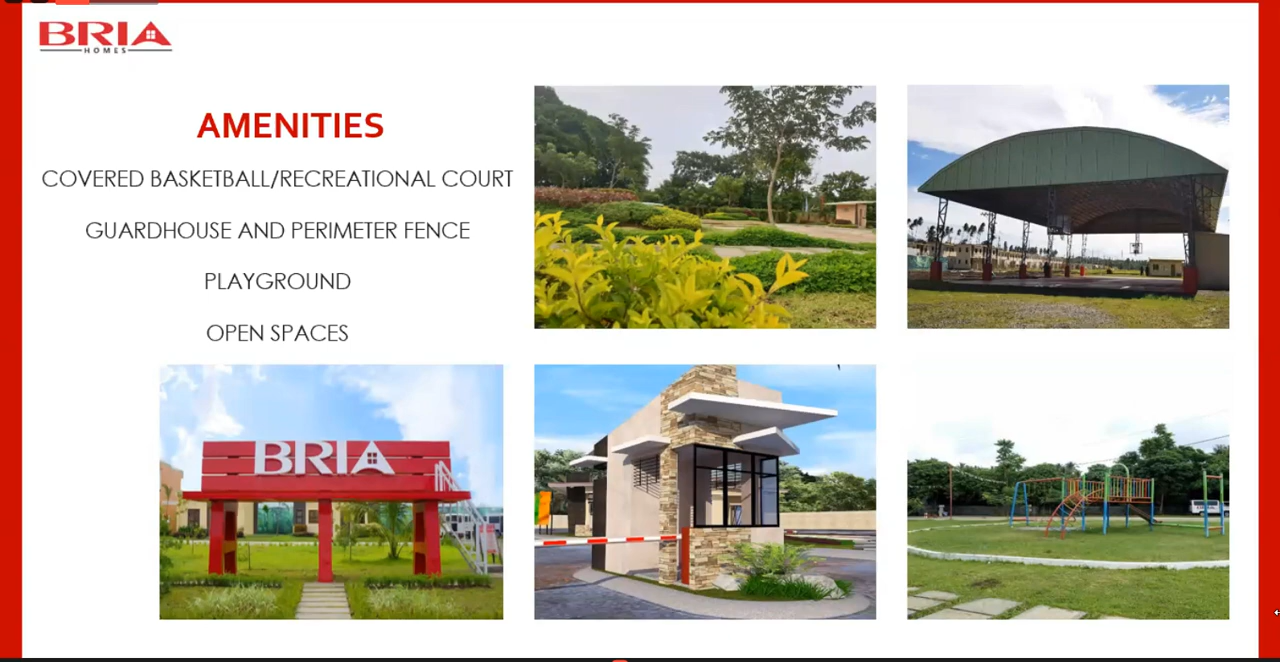 BRIA
HOMES
AMENITIES
COVERED BASKETBALL/RECREATIONAL COURT
GUARDHOUSE AND PERIMETER FENCE
PLAYGROUND
OPEN SPACES
BRIA